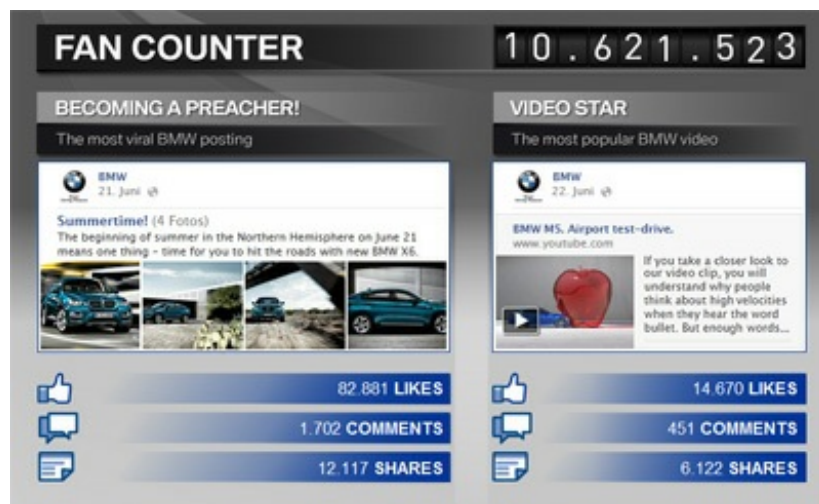 FAN COUNTER
10.621.523
BECOMING A PREACHER!
The most viral BMW posting
BMW
21. Juni
Summertime! (4 Fotos)
The beginning of summer in the Northern Hemisphere on June 21
means one thing - time for you to hit the roads with new BMW X6.
82.881 LIKES
1.702 COMMENTS
12.117 SHARES
VIDEO STAR
The most popular BMW video
BMW
22. Juni
BMW M5. Airport test-drive.
www.youtube.com
If you take a closer look to
our video clip, you will
understand why people
think about high velocities
when they hear the word
bullet. But enough words...
14.670 LIKES
451 COMMENTS
6.122 SHARES